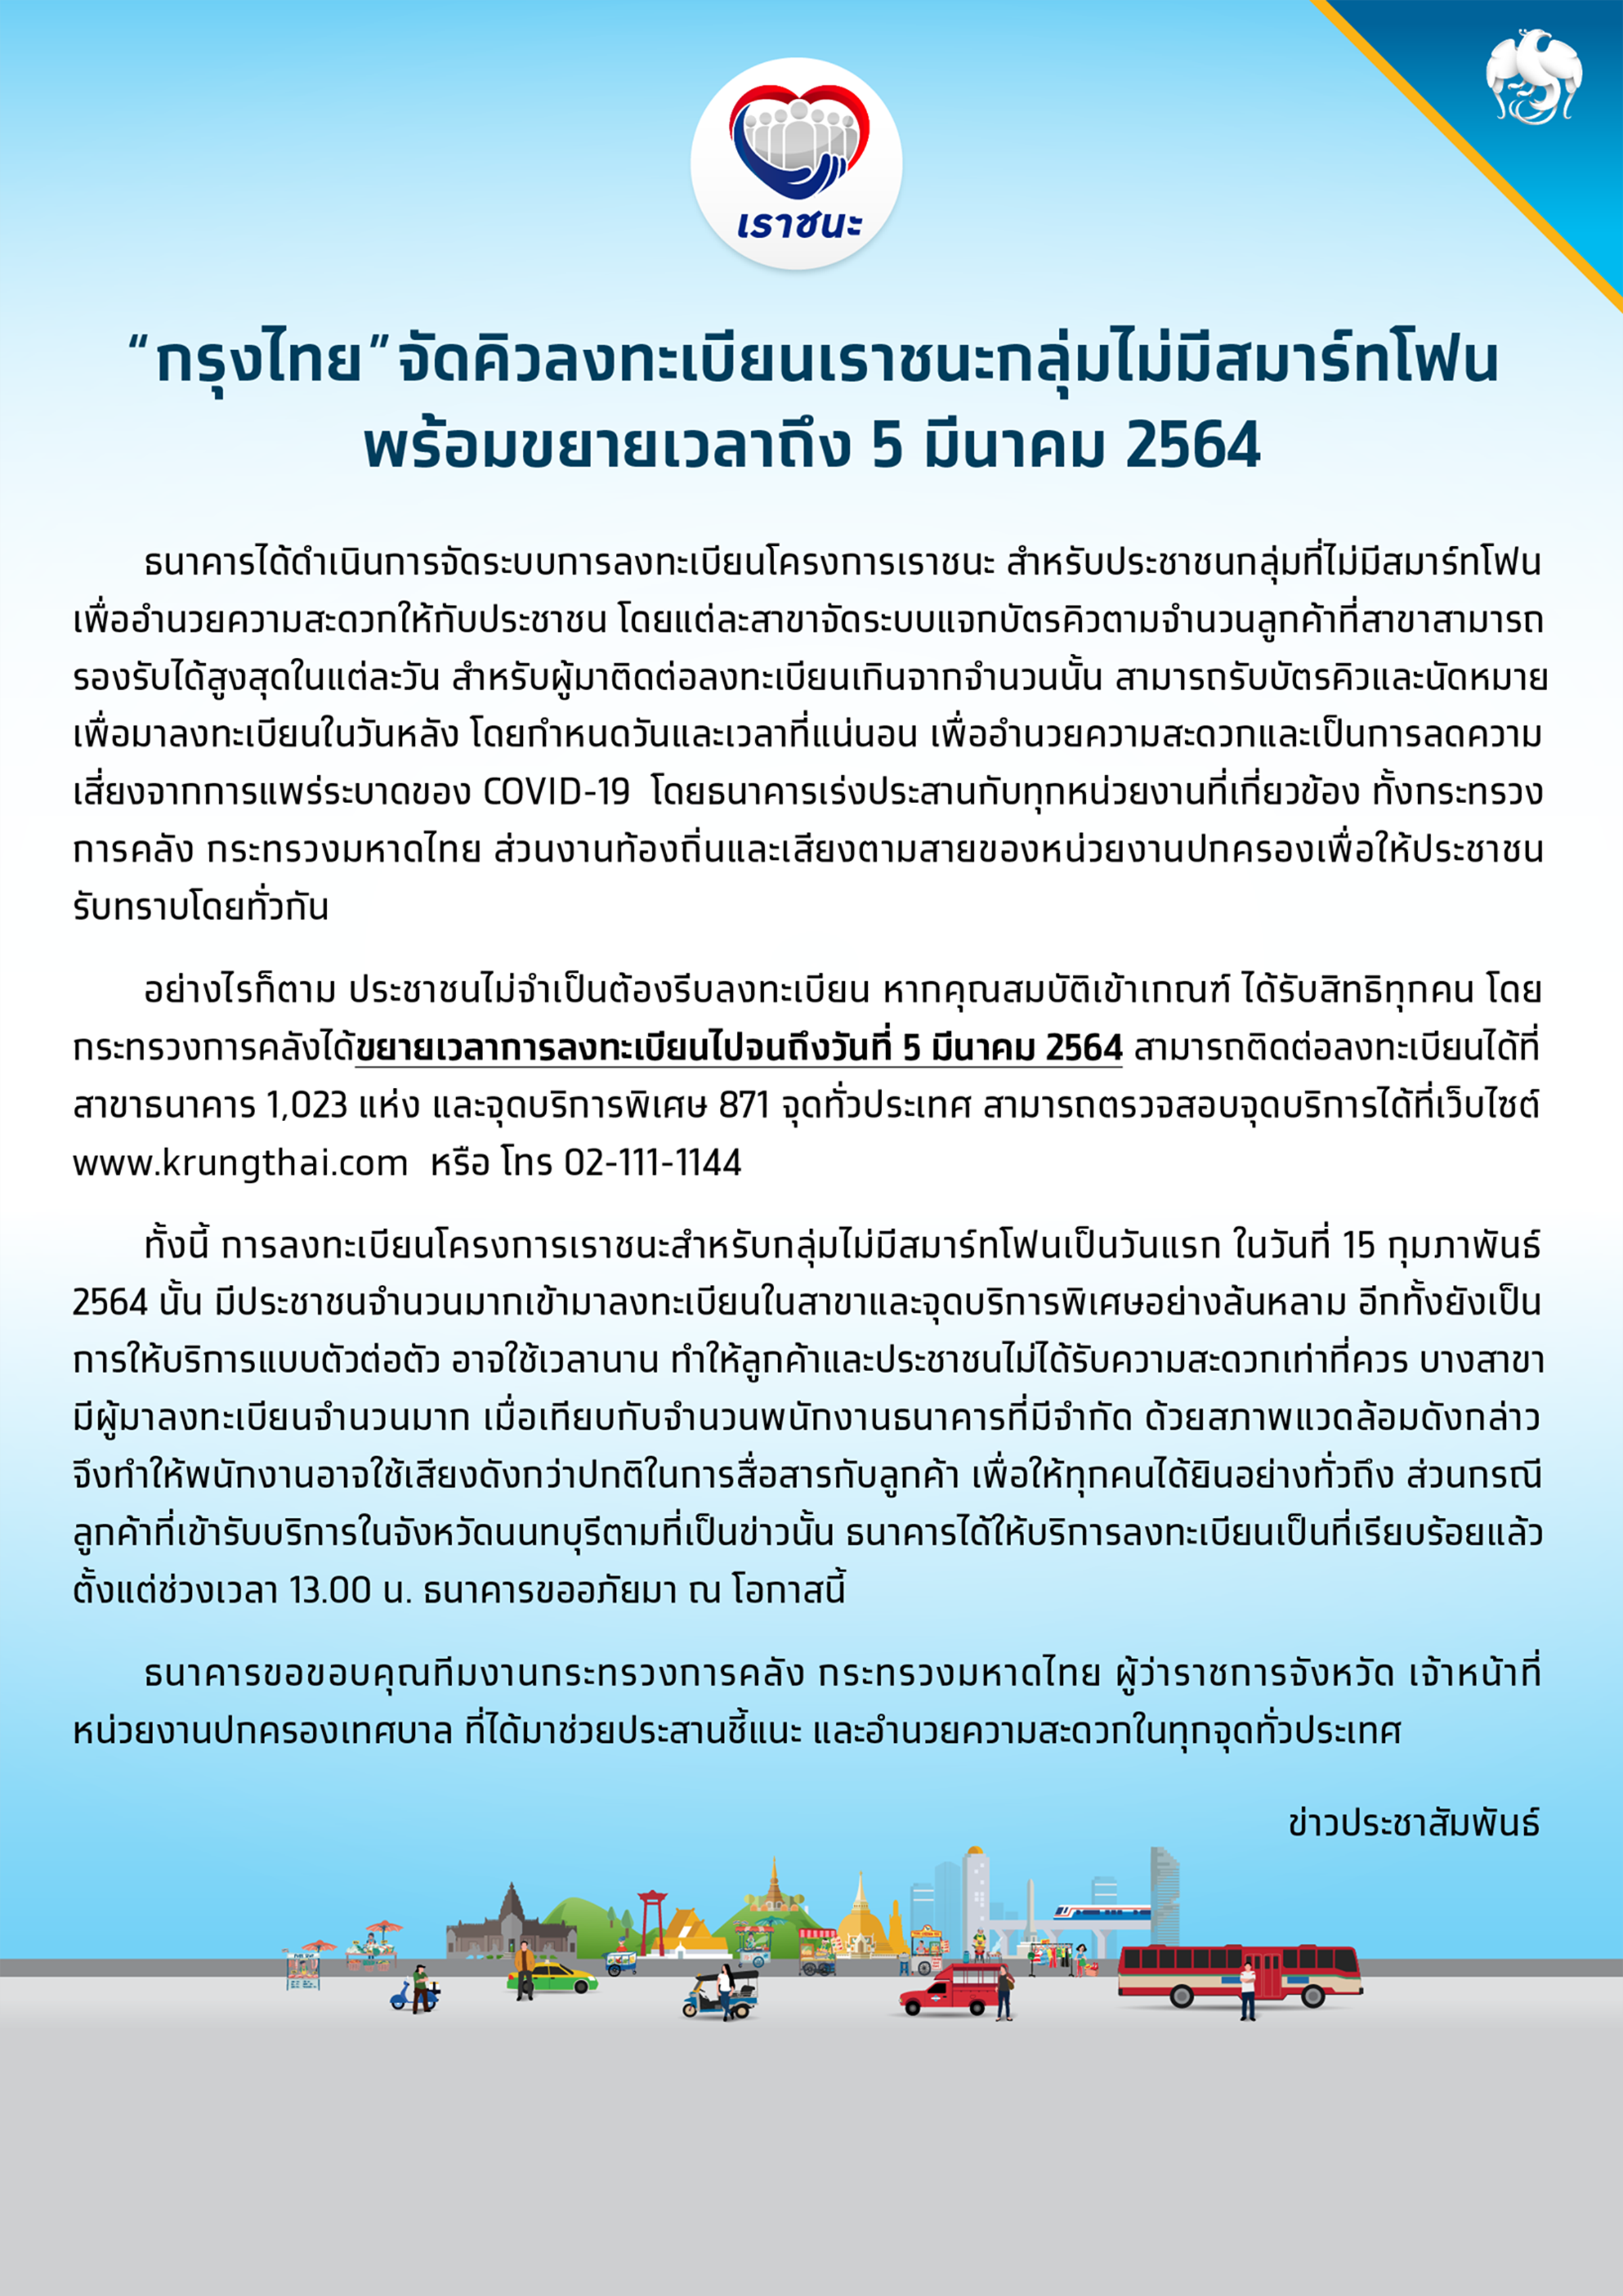 เราชนะ
“กรุงไทย” จัดคิวลงทะเบียนเราชนะกลุ่มไม่มีสมาร์ทโฟน
พร้อมขยายเวลาถึง 5 มีนาคม 2564
ธนาคารได้ดำเนินการจัดระบบการลงทะเบียนโครงการเราชนะ สำหรับประชาชนกลุ่มที่ไม่มีสมาร์ทโฟน
เพื่ออำนวยความสะดวกให้กับประชาชน โดยแต่ละสาขาจัดระบบแจกบัตรคิวตามจำนวนลูกค้าที่สาขาสามารถ
รองรับได้สูงสุดในแต่ละวัน สำหรับผู้มาติดต่อลงทะเบียนเกินจากจำนวนนั้น สามารถรับบัตรคิวและนัดหมาย
เพื่อมาลงทะเบียนในวันหลัง โดยกำหนดวันและเวลาที่แน่นอน เพื่ออำนวยความสะดวกและเป็นการลดความ
เสี่ยงจากการแพร่ระบาดของ COVID-19 โดยธนาคารเร่งประสานกับทุกหน่วยงานที่เกี่ยวข้อง ทั้งกระทรวง
การคลัง กระทรวงมหาดไทย ส่วนงานท้องถิ่นและเสียงตามสายของหน่วยงานปกครองเพื่อให้ประชาชน
รับทราบโดยทั่วกัน
อย่างไรก็ตาม ประชาชนไม่จำเป็นต้องรีบลงทะเบียน หากคุณสมบัติเข้าเกณฑ์ ได้รับสิทธิทุกคน โดย
กระทรวงการคลังได้ขยายเวลาการลงทะเบียนไปจนถึงวันที่ 5 มีนาคม 2564 สามารถติดต่อลงทะเบียนได้ที่
สาขาธนาคาร 1,023 แห่ง และจุดบริการพิเศษ 871 จุดทั่วประเทศ สามารถตรวจสอบจุดบริการได้ที่เว็บไซต์
www.krungthai.com หรือ โทร 02-111-1144
ทั้งนี้ การลงทะเบียนโครงการเราชนะสำหรับกลุ่มไม่มีสมาร์ทโฟนเป็นวันแรก ในวันที่ 15 กุมภาพันธ์
2564 นั้น มีประชาชนจำนวนมากเข้ามาลงทะเบียนในสาขาและจุดบริการพิเศษอย่างล้นหลาม อีกทั้งยังเป็น
การให้บริการแบบตัวต่อตัว อาจใช้เวลานาน ทำให้ลูกค้าและประชาชนไม่ได้รับความสะดวกเท่าที่ควร บางสาขา
มีผู้มาลงทะเบียนจำนวนมาก เมื่อเทียบกับจำนวนพนักงานธนาคารที่มีจำกัด ด้วยสภาพแวดล้อมดังกล่าว
จึงทำให้พนักงานอาจใช้เสียงดังกว่าปกติในการสื่อสารกับลูกค้า เพื่อให้ทุกคนได้ยินอย่างทั่วถึง ส่วนกรณี
ลูกค้าที่เข้ารับบริการในจังหวัดนนทบุรีตามที่เป็นข่าวนั้น ธนาคารได้ให้บริการลงทะเบียนเป็นที่เรียบร้อยแล้ว
ตั้งแต่ช่วงเวลา 13.00 น. ธนาคารขออภัยมา ณ โอกาสนี้
ธนาคารขอขอบคุณทีมงานกระทรวงการคลัง กระทรวงมหาดไทย ผู้ว่าราชการจังหวัด เจ้าหน้าที่
หน่วยงานปกครองเทศบาล ที่ได้มาช่วยประสานชี้แนะ และอำนวยความสะดวกในทุกจุดทั่วประเทศ
ข่าวประชาสัมพันธ์